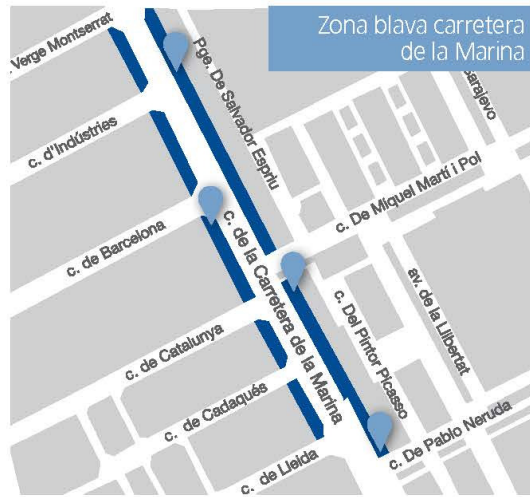 Zona blava carretera
de la Marina
Verge Montserrat
Pge. De Salvador Espriu
Sarajevo
c. d'Indústries
c. De Miquel Martí i Pol
c. de Barcelona
c. de la Carretera de la Marina
av. de la Llibertat
c. Del Pintor Picasso
c. de Catalunya
c. de Cadaqués
c. De Pablo Neruda
c. de Lleida